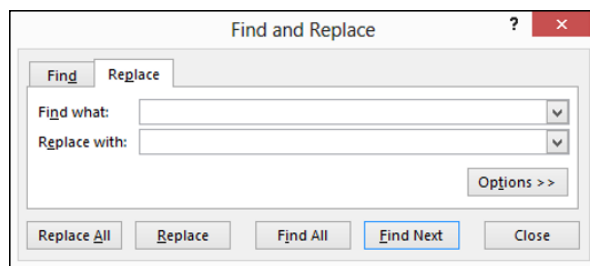 Find and Replace ? ×
Find Replace
Find what:
Replace with:
Options >>
Replace All Replace Find All Find Next Close